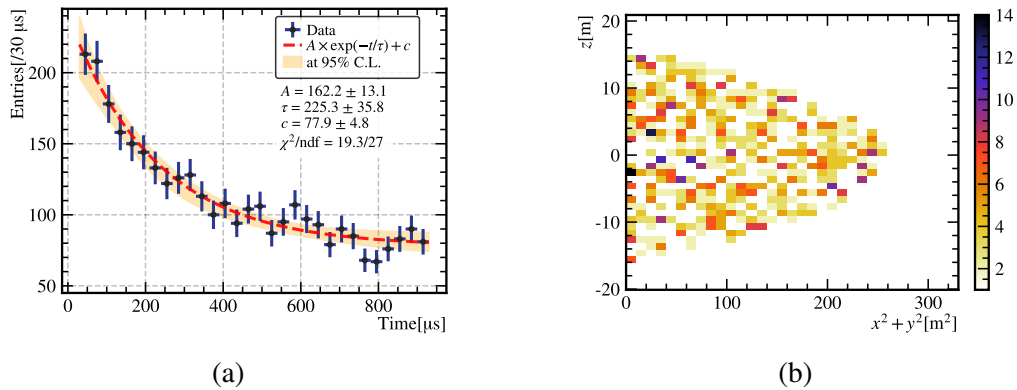 Entries[/30 μs]
200
150
100
50
0
200
400
600
800
Time[μs]
Data
A × exp(−t/τ) + c
at 95% C.L.
A = 162.2 ± 13.1
τ = 225.3 ± 35.8
c = 77.9 ± 4.8
χ²/ndf = 19.3/27
(a)
z[m]
20
10
0
-10
-20
0
100
200
300
x² + y²[m²]
14
12
10
8
6
4
2
(b)